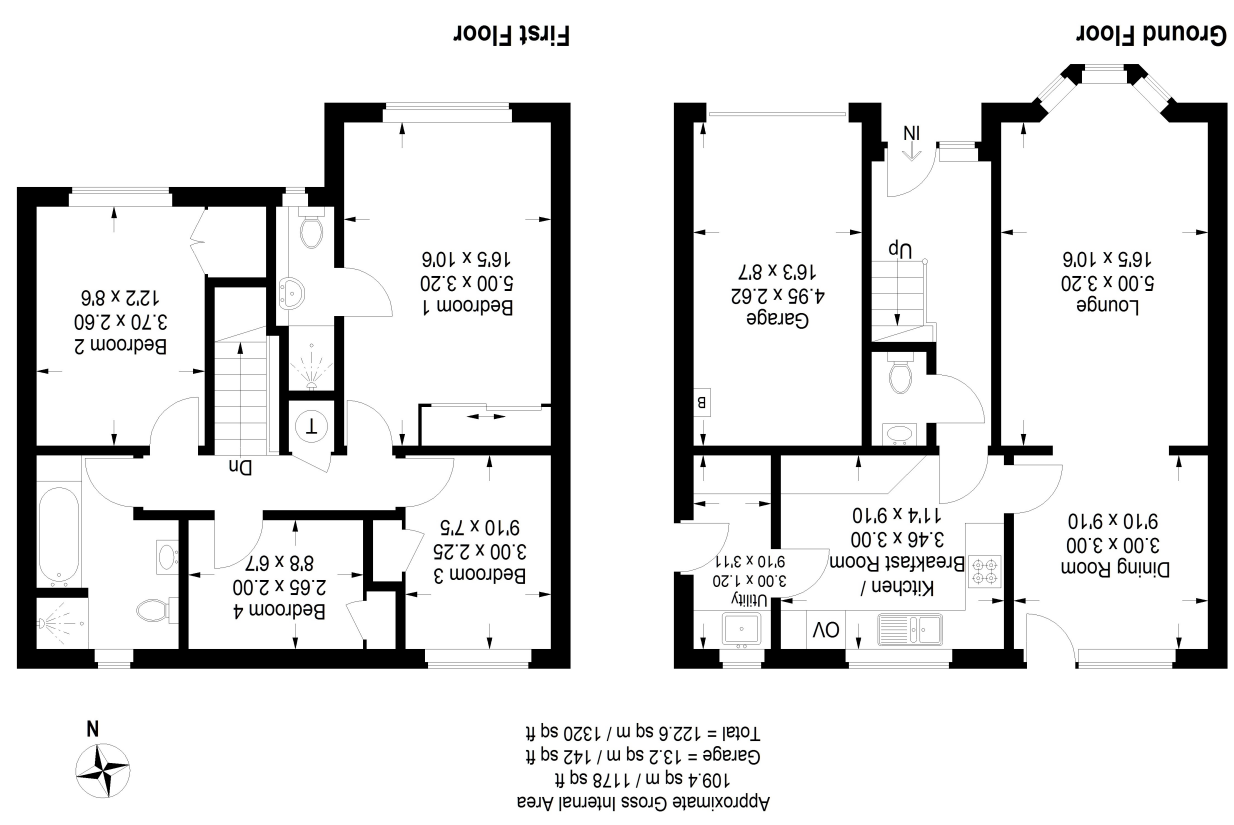 Approximate Gross Internal Area
109.4 sq m / 1178 sq ft
Garage = 13.2 sq m / 142 sq ft
Total = 122.6 sq m / 1320 sq ft
N
Dining Room
3.00 x 3.00
9'10 x 9'10
OV
Kitchen /
Breakfast Room
3.46 x 3.00
11'4 x 9'10
Utility
3.00 x 1.20
9'10 x 3'11
B
Lounge
5.00 x 3.20
16'5 x 10'6
Up
Garage
4.95 x 2.62
16'3 x 8'7
IN
Ground Floor
Bedroom 3
3.00 x 2.25
9'10 x 7'5
Bedroom 4
2.65 x 2.00
8'8 x 6'7
Dn
T
Bedroom 1
5.00 x 3.20
16'5 x 10'6
Bedroom 2
3.70 x 2.60
12'2 x 8'6
First Floor